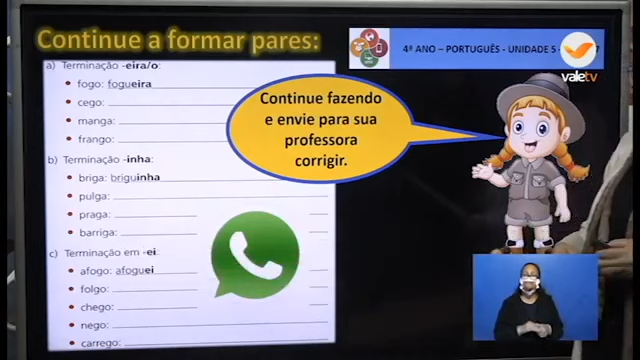 Continue a formar pares:
4º ANO – PORTUGUÊS - UNIDADE 5 -
valetv
a) Terminação -eira/o:
fogo: fogueira
cego:
manga:
frango:
b) Terminação -inha:
briga: briguinha
pulga:
praga:
barriga:
c) Terminação em -ei:
afogo: afoguei
folgo:
chego:
nego:
carrego:
Continue fazendo
e envie para sua
professora
corrigir.